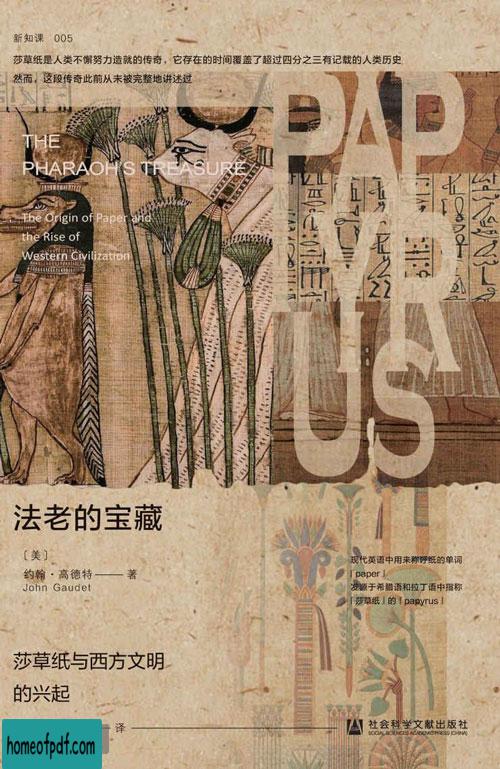 新知课 005
莎草纸是人类不懈努力造就的传奇，它存在的时间覆盖了超过四分之三有记载的人类历史
然而，这段传奇此前从未被完整地讲述过
PAP
YR
US
THE
PHARAOH'S TREASURE
The Origin of Paper and
the Rise of
Western Civilization
法老的宝藏
［美］
约翰·高德特——著
John Gaudet
现代英语中用来称呼纸的单词
「paper」
发源于希腊语和拉丁语中指称
「莎草纸」的「papyrus」
莎草纸与西方文明
的兴起
译
社会科学文献出版社
SOCIAL SCIENCES ACADEMIC PRESS (CHINA)
homeofpdf.com